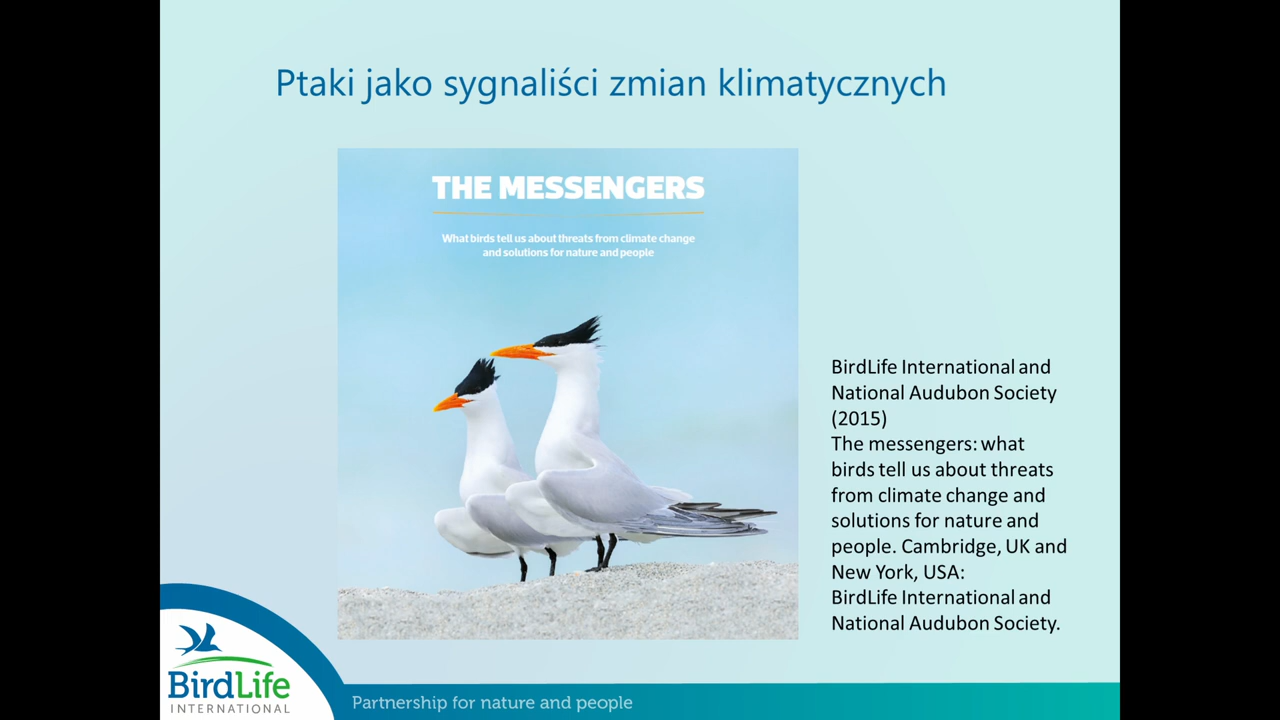 Ptaki jako sygnaliści zmian klimatycznych
THE MESSENGERS
What birds tell us about threats from climate change
and solutions for nature and people
BirdLife International and
National Audubon Society
(2015)
The messengers: what
birds tell us about threats
from climate change and
solutions for nature and
people. Cambridge, UK and
New York, USA:
BirdLife International and
National Audubon Society.
BirdLife
INTERNATIONAL
Partnership for nature and people